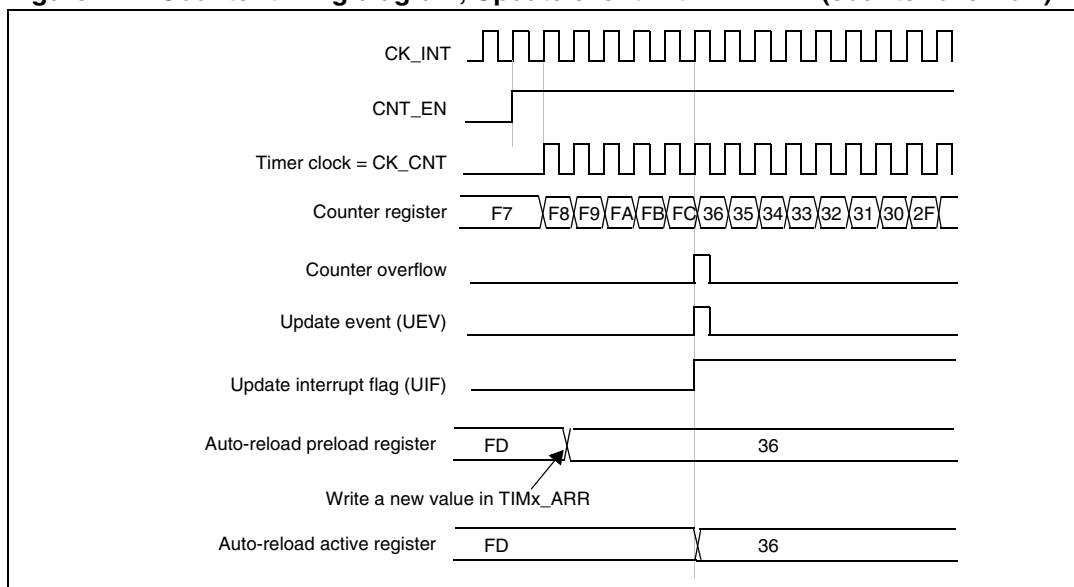 CK_INT
CNT_EN
Timer clock = CK_CNT
Counter register F7 F8 F9 FA FB FC 36 35 34 33 32 31 30 2F
Counter overflow
Update event (UEV)
Update interrupt flag (UIF)
Auto-reload preload register FD 36
Write a new value in TIMx_ARR
Auto-reload active register FD 36